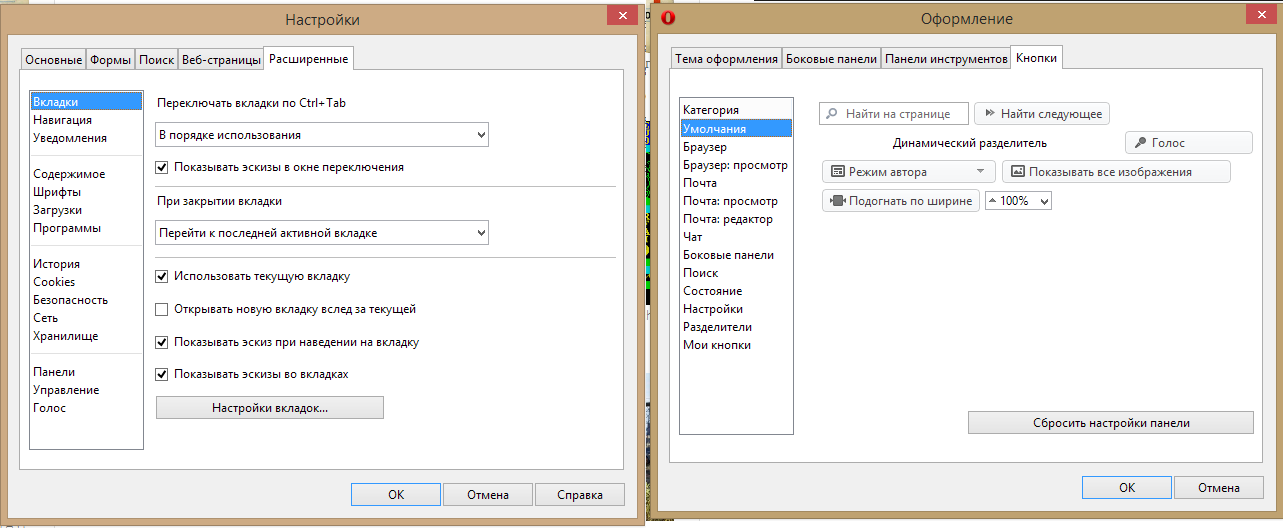 Настройки
Основные
Формы
Поиск
Веб-страницы
Расширенные
Вкладки
Навигация
Уведомления
Содержимое
Шрифты
Загрузки
Программы
История
Cookies
Безопасность
Сеть
Хранилище
Панели
Управление
Голос
Переключать вкладки по Ctrl+Tab
В порядке использования
Показывать эскизы в окне переключения
При закрытии вкладки
Перейти к последней активной вкладке
Использовать текущую вкладку
Открывать новую вкладку вслед за текущей
Показывать эскиз при наведении на вкладку
Показывать эскизы во вкладках
Настройки вкладок...
OK
Отмена
Справка
Оформление
Тема оформления
Боковые панели
Панели инструментов
Кнопки
Категория
Умолчания
Браузер
Браузер: просмотр
Почта
Почта: просмотр
Почта: редактор
Чат
Боковые панели
Поиск
Состояние
Настройки
Разделители
Мои кнопки
Найти на странице
Найти следующее
Динамический разделитель
Голос
Режим автора
Показывать все изображения
Подогнать по ширине
100%
Сбросить настройки панели
OK
Отмена